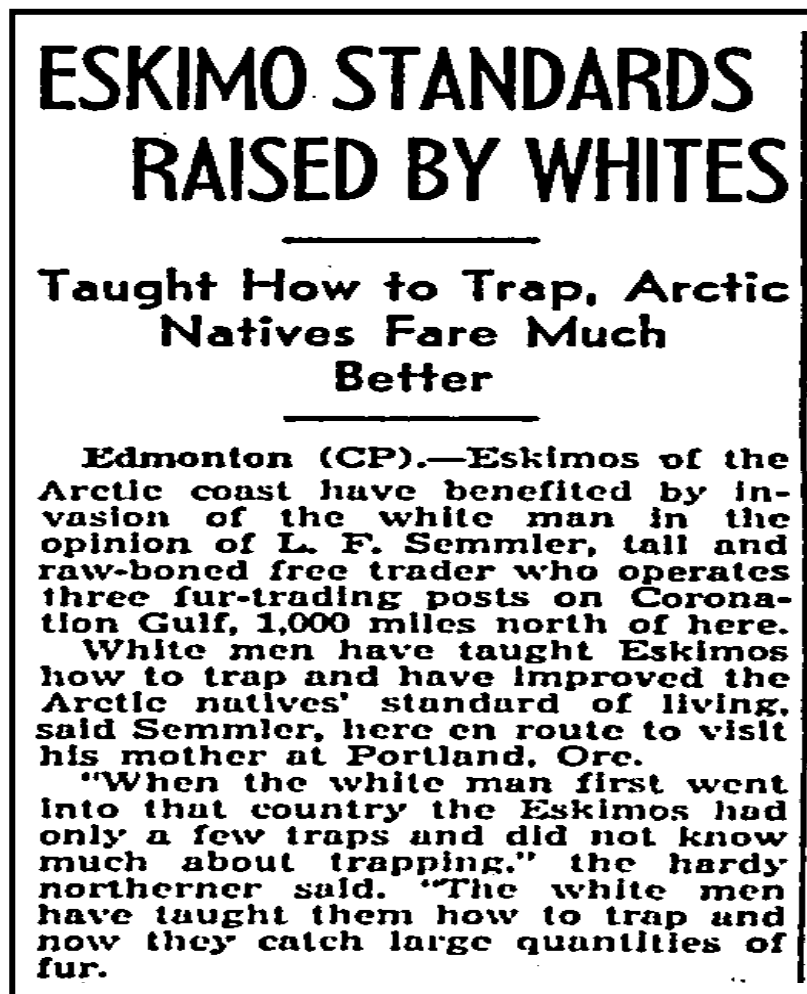 ESKIMO STANDARDS
RAISED BY WHITES
Taught How to Trap, Arctic
Natives Fare Much
Better
Edmonton (CP).—Eskimos of the
Arctic coast have benefited by in-
vasion of the white man in the
opinion of L. F. Semmler, tall and
raw-boned free trader who operates
three fur-trading posts on Corona-
tion Gulf, 1,000 miles north of here.
White men have taught Eskimos
how to trap and have improved the
Arctic natives' standard of living,
said Semmler, here en route to visit
his mother at Portland, Ore.
"When the white man first went
into that country the Eskimos had
only a few traps and did not know
much about trapping," the hardy
northerner said. "The white men
have taught them how to trap and
now they catch large quantities of
fur.